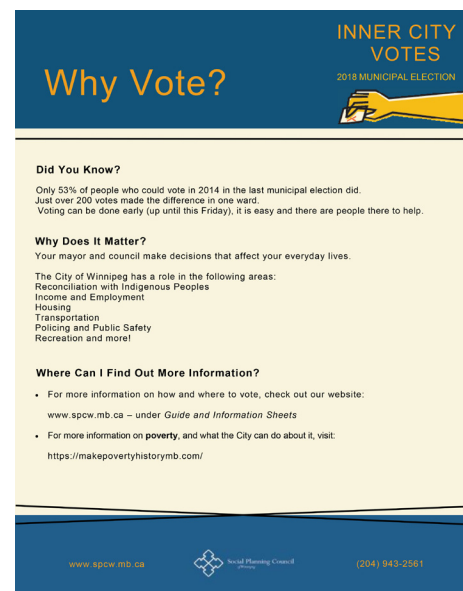 INNER CITY
VOTES
2018 MUNICIPAL ELECTION
Why Vote?
Did You Know?
Only 53% of people who could vote in 2014 in the last municipal election did.
Just over 200 votes made the difference in one ward.
Voting can be done early (up until this Friday), it is easy and there are people there to help.
Why Does It Matter?
Your mayor and council make decisions that affect your everyday lives.
The City of Winnipeg has a role in the following areas:
Reconciliation with Indigenous Peoples
Income and Employment
Housing
Transportation
Policing and Public Safety
Recreation and more!
Where Can I Find Out More Information?
• For more information on how and where to vote, check out our website:
www.spcw.mb.ca – under Guide and Information Sheets
• For more information on poverty, and what the City can do about it, visit:
https://makepovertyhistorymb.com/
www.spcw.mb.ca
Social Planning Council
(204) 943-2561